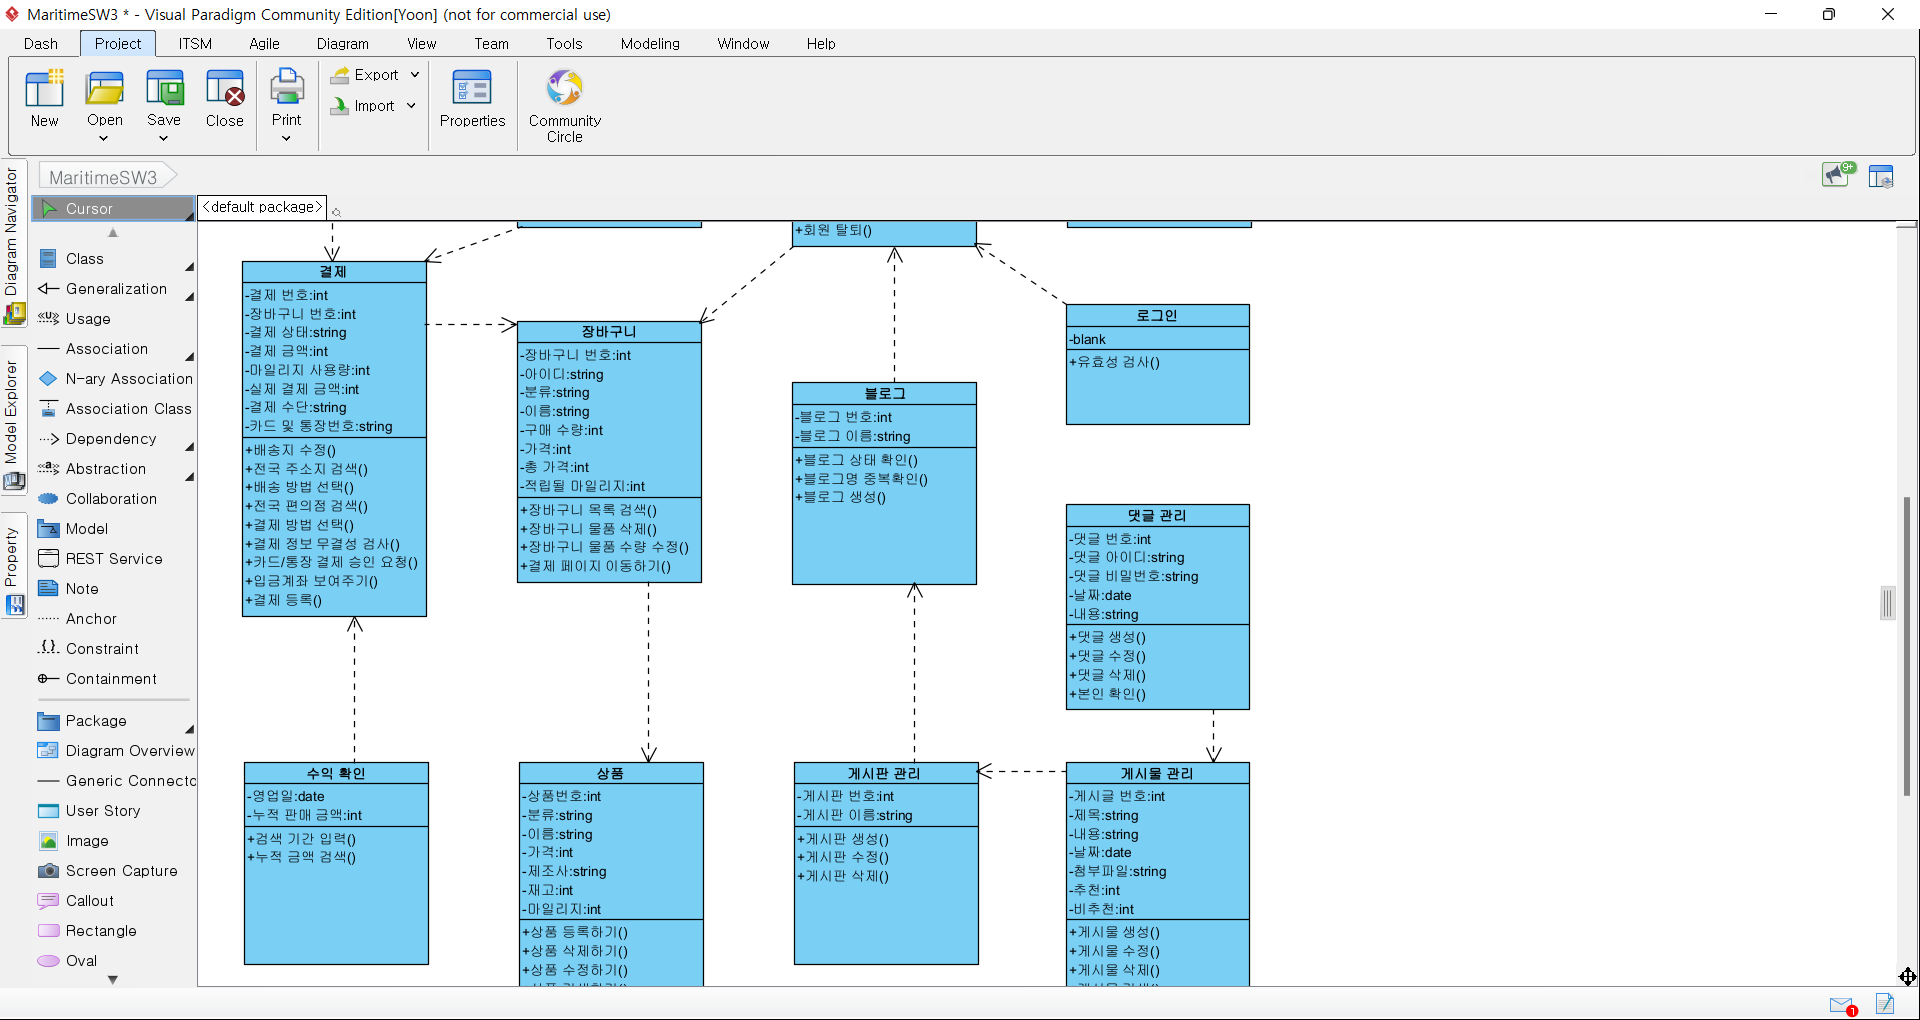 MaritimeSW3 * - Visual Paradigm Community Edition[Yoon] (not for commercial use)
Dash Project ITSM Agile Diagram View Team Tools Modeling Window Help
New
Open
Save
Close
Print
Export
Import
Properties
Community
Circle
Diagram Navigator
Model Explorer
Property
MaritimeSW3
9+
Cursor
Class
Generalization
Usage
Association
N-ary Association
Association Class
Dependency
Abstraction
Collaboration
Model
REST Service
Note
Anchor
Constraint
Containment
Package
Diagram Overview
Generic Connecto
User Story
Image
Screen Capture
Callout
Rectangle
Oval
<default package>
+회원 탈퇴()
결제
-결제 번호:int
-장바구니 번호:int
-결제 상태:string
-결제 금액:int
-마일리지 사용량:int
-실제 결제 금액:int
-결제 수단:string
-카드 및 통장번호:string
+배송지 수정()
+전국 주소지 검색()
+배송 방법 선택()
+전국 편의점 검색()
+결제 방법 선택()
+결제 정보 무결성 검사()
+카드/통장 결제 승인 요청()
+입금계좌 보여주기()
+결제 등록()
장바구니
-장바구니 번호:int
-아이디:string
-분류:string
-이름:string
-구매 수량:int
-가격:int
-총 가격:int
-적립될 마일리지:int
+장바구니 목록 검색()
+장바구니 물품 삭제()
+장바구니 물품 수량 수정()
+결제 페이지 이동하기()
블로그
-블로그 번호:int
-블로그 이름:string
+블로그 상태 확인()
+블로그명 중복확인()
+블로그 생성()
로그인
-blank
+유효성 검사()
댓글 관리
-댓글 번호:int
-댓글 아이디:string
-댓글 비밀번호:string
-날짜:date
-내용:string
+댓글 생성()
+댓글 수정()
+댓글 삭제()
+본인 확인()
수익 확인
-영업일:date
-누적 판매 금액:int
+검색 기간 입력()
+누적 금액 검색()
상품
-상품번호:int
-분류:string
-이름:string
-가격:int
-제조사:string
-재고:int
-마일리지:int
+상품 등록하기()
+상품 삭제하기()
+상품 수정하기()
게시판 관리
-게시판 번호:int
-게시판 이름:string
+게시판 생성()
+게시판 수정()
+게시판 삭제()
게시물 관리
-게시글 번호:int
-제목:string
-내용:string
-날짜:date
-첨부파일:string
-추천:int
-비추천:int
+게시물 생성()
+게시물 수정()
+게시물 삭제()
1